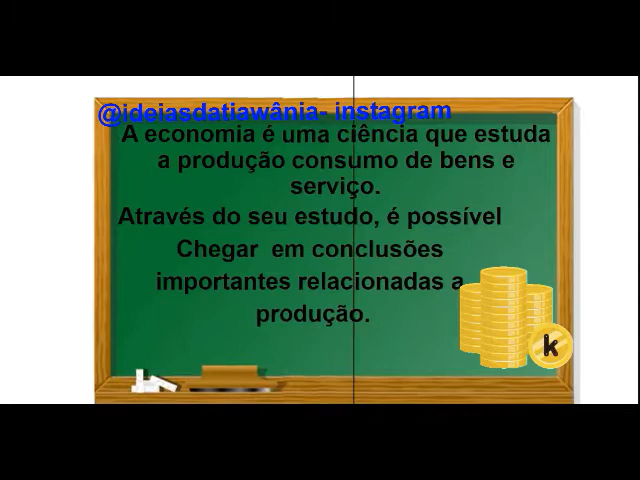 @ideiasdatiawânia- instagram
A economia é uma ciência que estuda
a produção consumo de bens e
serviço.
Através do seu estudo, é possível
Chegar em conclusões
importantes relacionadas a
produção.
k